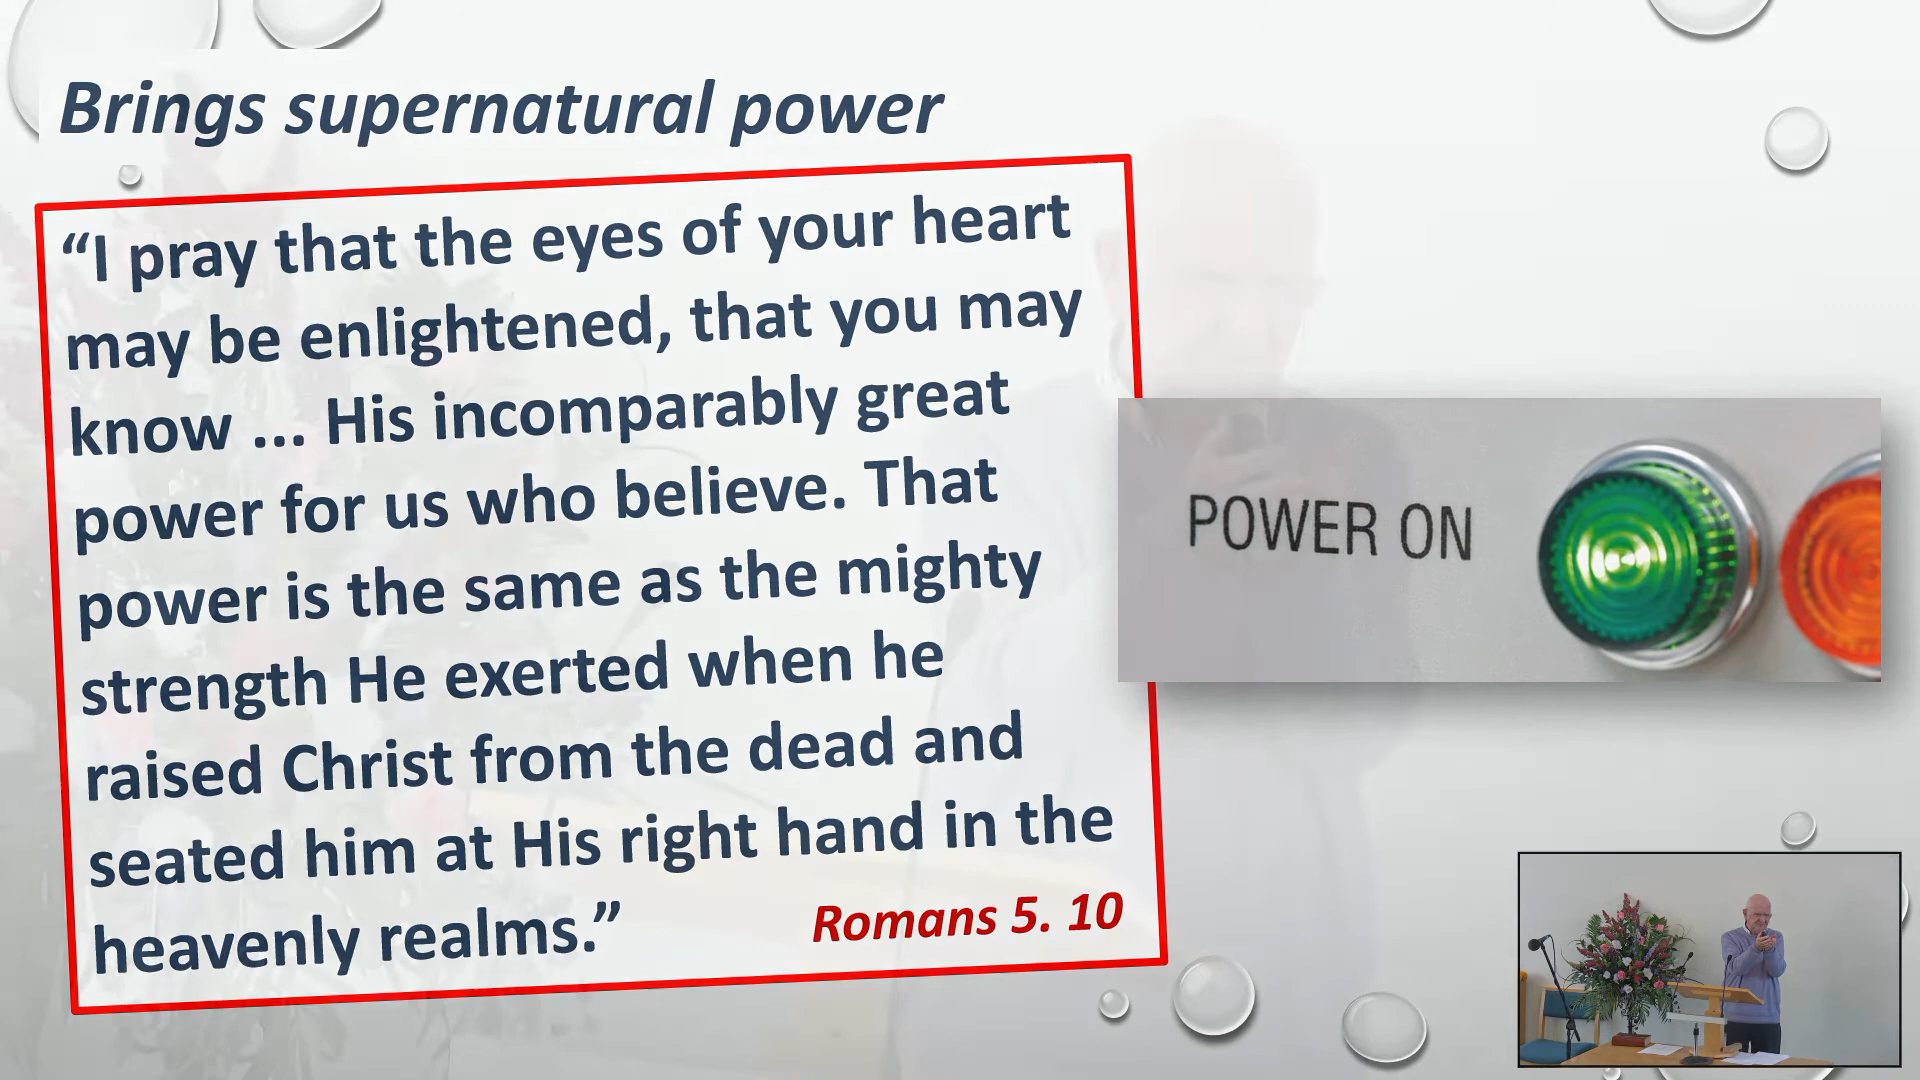 Brings supernatural power
“I pray that the eyes of your heart
may be enlightened, that you may
know ... His incomparably great
power for us who believe. That
power is the same as the mighty
strength He exerted when he
raised Christ from the dead and
seated him at His right hand in the
heavenly realms.”
Romans 5. 10
POWER ON